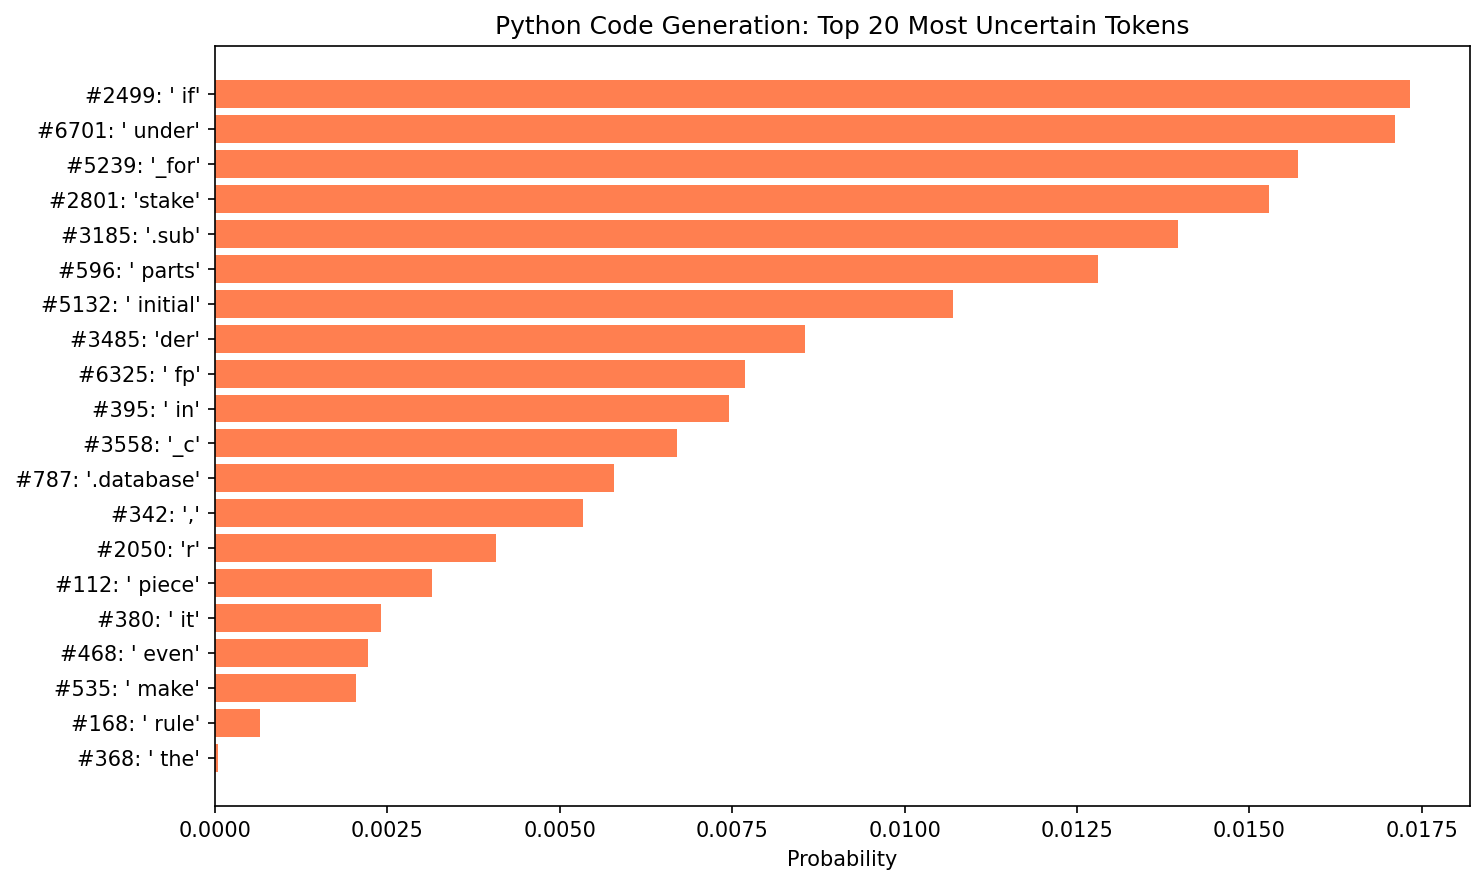 Python Code Generation: Top 20 Most Uncertain Tokens
#2499: ' if'
#6701: ' under'
#5239: '_for'
#2801: 'stake'
#3185: '.sub'
#596: ' parts'
#5132: ' initial'
#3485: 'der'
#6325: ' fp'
#395: ' in'
#3558: '_c'
#787: '.database'
#342: ','
#2050: 'r'
#112: ' piece'
#380: ' it'
#468: ' even'
#535: ' make'
#168: ' rule'
#368: ' the'
0.0000 0.0025 0.0050 0.0075 0.0100 0.0125 0.0150 0.0175
Probability